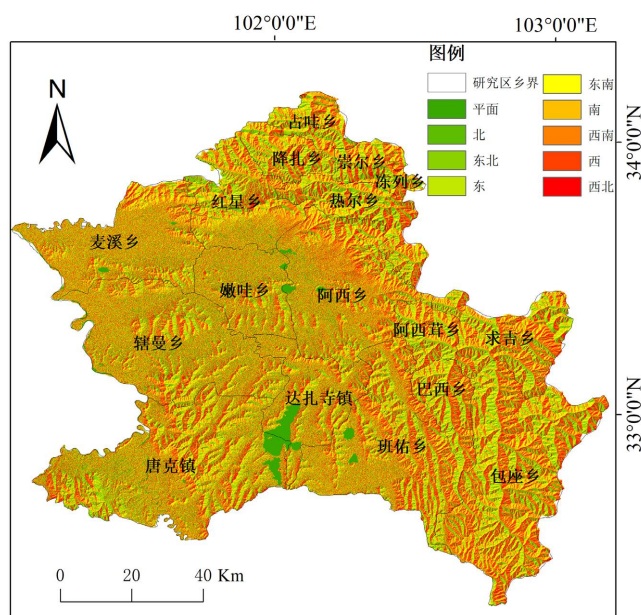 102°0'0"E
103°0'0"E
N
图例
研究区乡界
平面
北
东北
东
东南
南
西南
西
西北
34°0'0"N
33°0'0"N
古哇乡
降扎乡
崇尔乡
冻列乡
红星乡
热尔乡
麦溪乡
嫩哇乡
阿西乡
辖曼乡
阿西茸乡
求吉乡
巴西乡
达扎寺镇
班佑乡
唐克镇
包座乡
0 20 40 Km